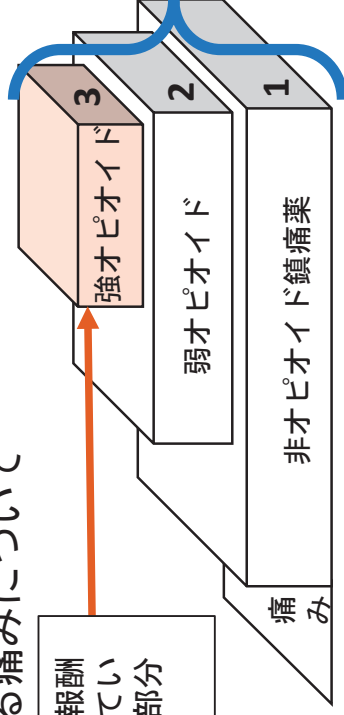 る痛みについて
報酬
てい
部分
3
強オピオイド
2
弱オピオイド
1
非オピオイド鎮痛薬
痛
み